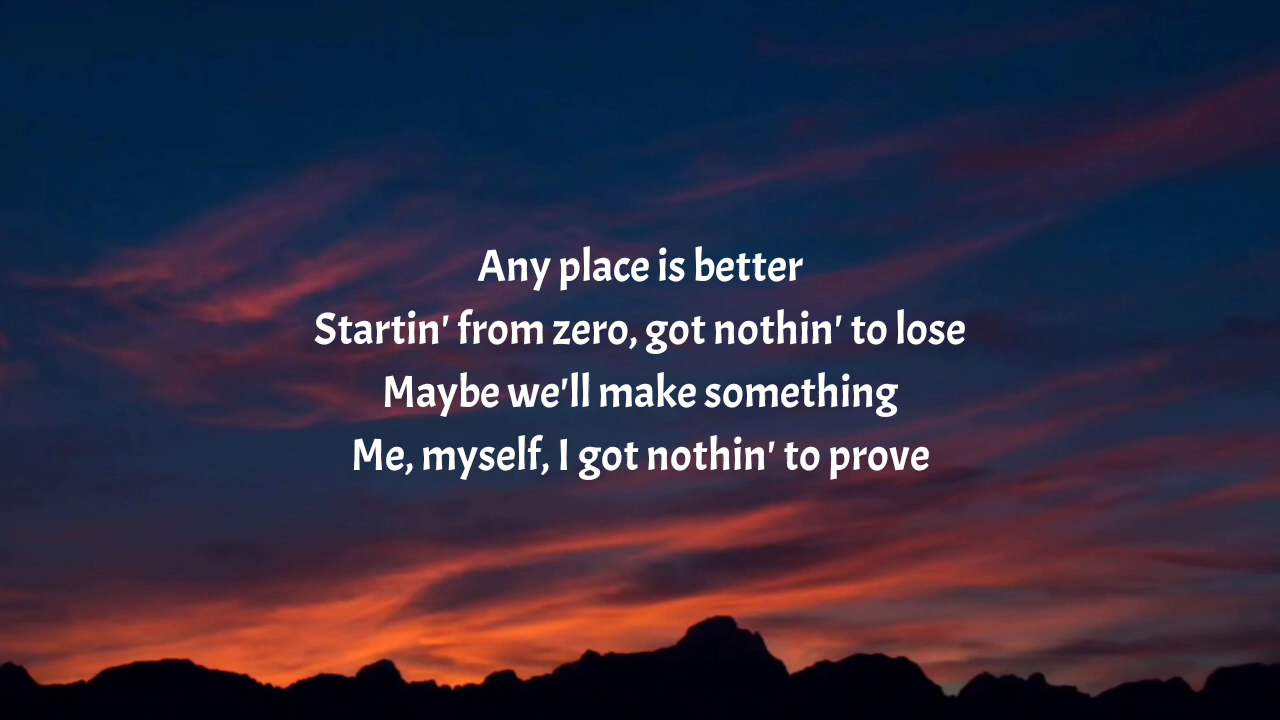 Any place is better
Startin' from zero, got nothin' to lose
Maybe we'll make something
Me, myself, I got nothin' to prove